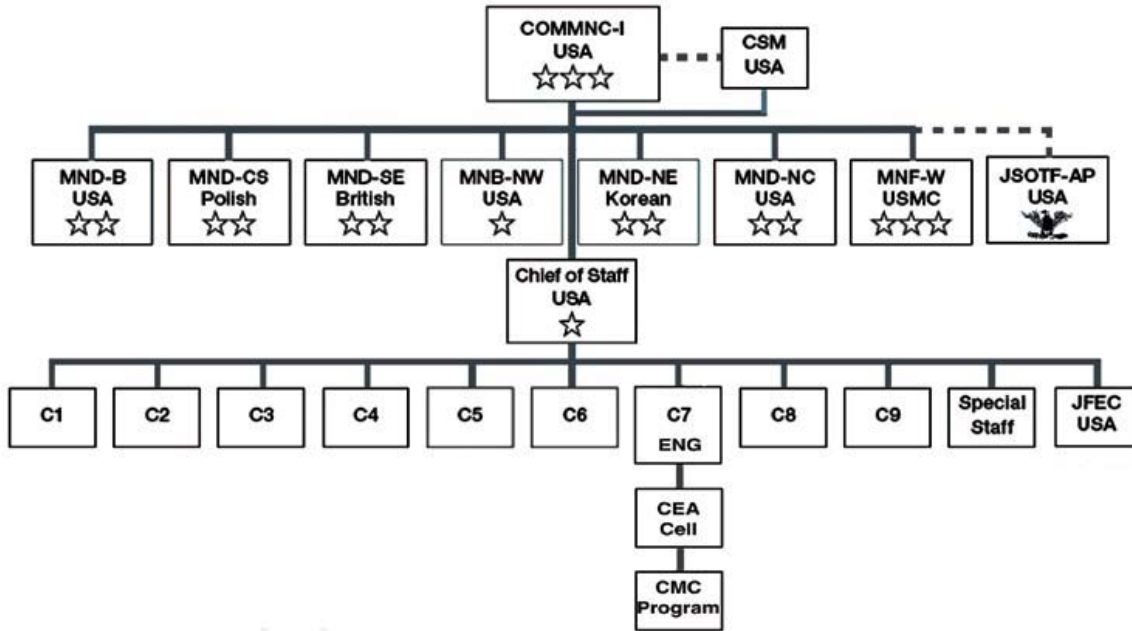 COMMNC-I
USA
CSM
USA
MND-B
USA
MND-CS
Polish
MND-SE
British
MNB-NW
USA
MND-NE
Korean
MND-NC
USA
MNF-W
USMC
JSOTF-AP
USA
Chief of Staff
USA
C1
C2
C3
C4
C5
C6
C7
ENG
C8
C9
Special
Staff
JFEC
USA
CEA
Cell
CMC
Program